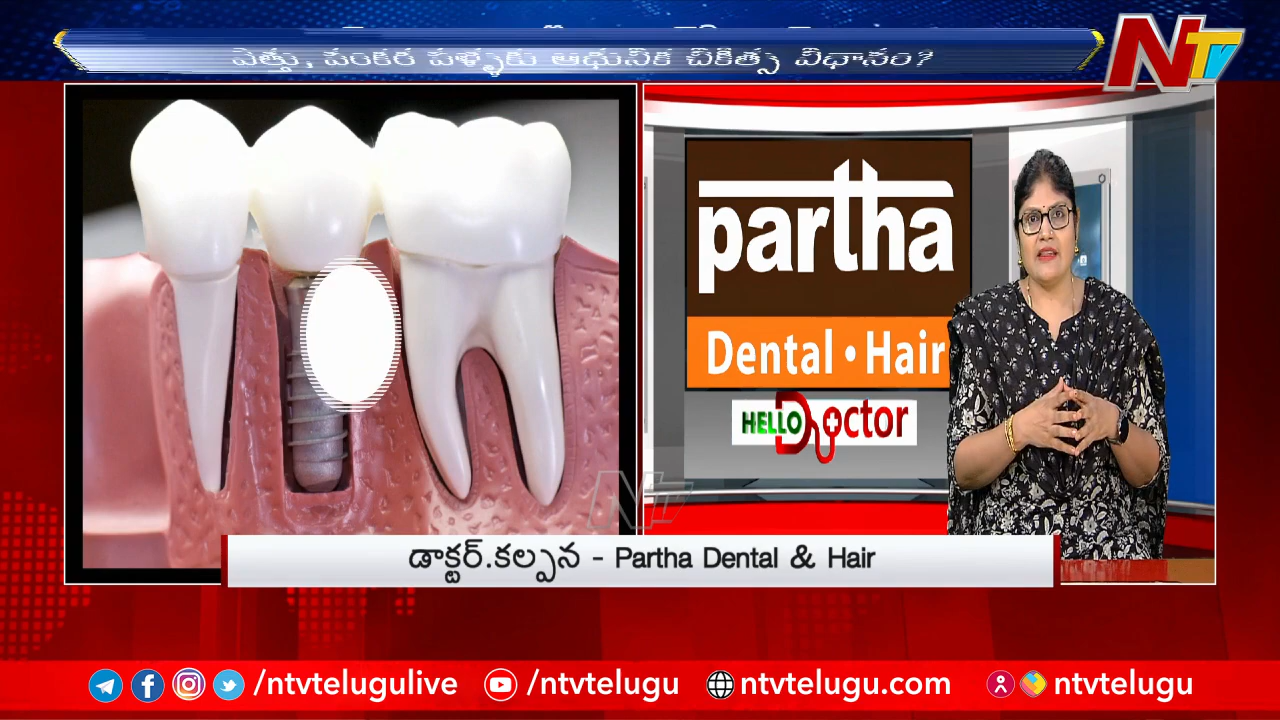 ఎత్తు, వంకర పళ్ళకు ఆధునిక చికిత్స విధానం?
NTV
partha
Dental • Hair
HELLO Doctor
NTV
డాక్టర్.కల్పన - Partha Dental & Hair
/ntvtelugulive
/ntvtelugu
ntvtelugu.com
ntvtelugu